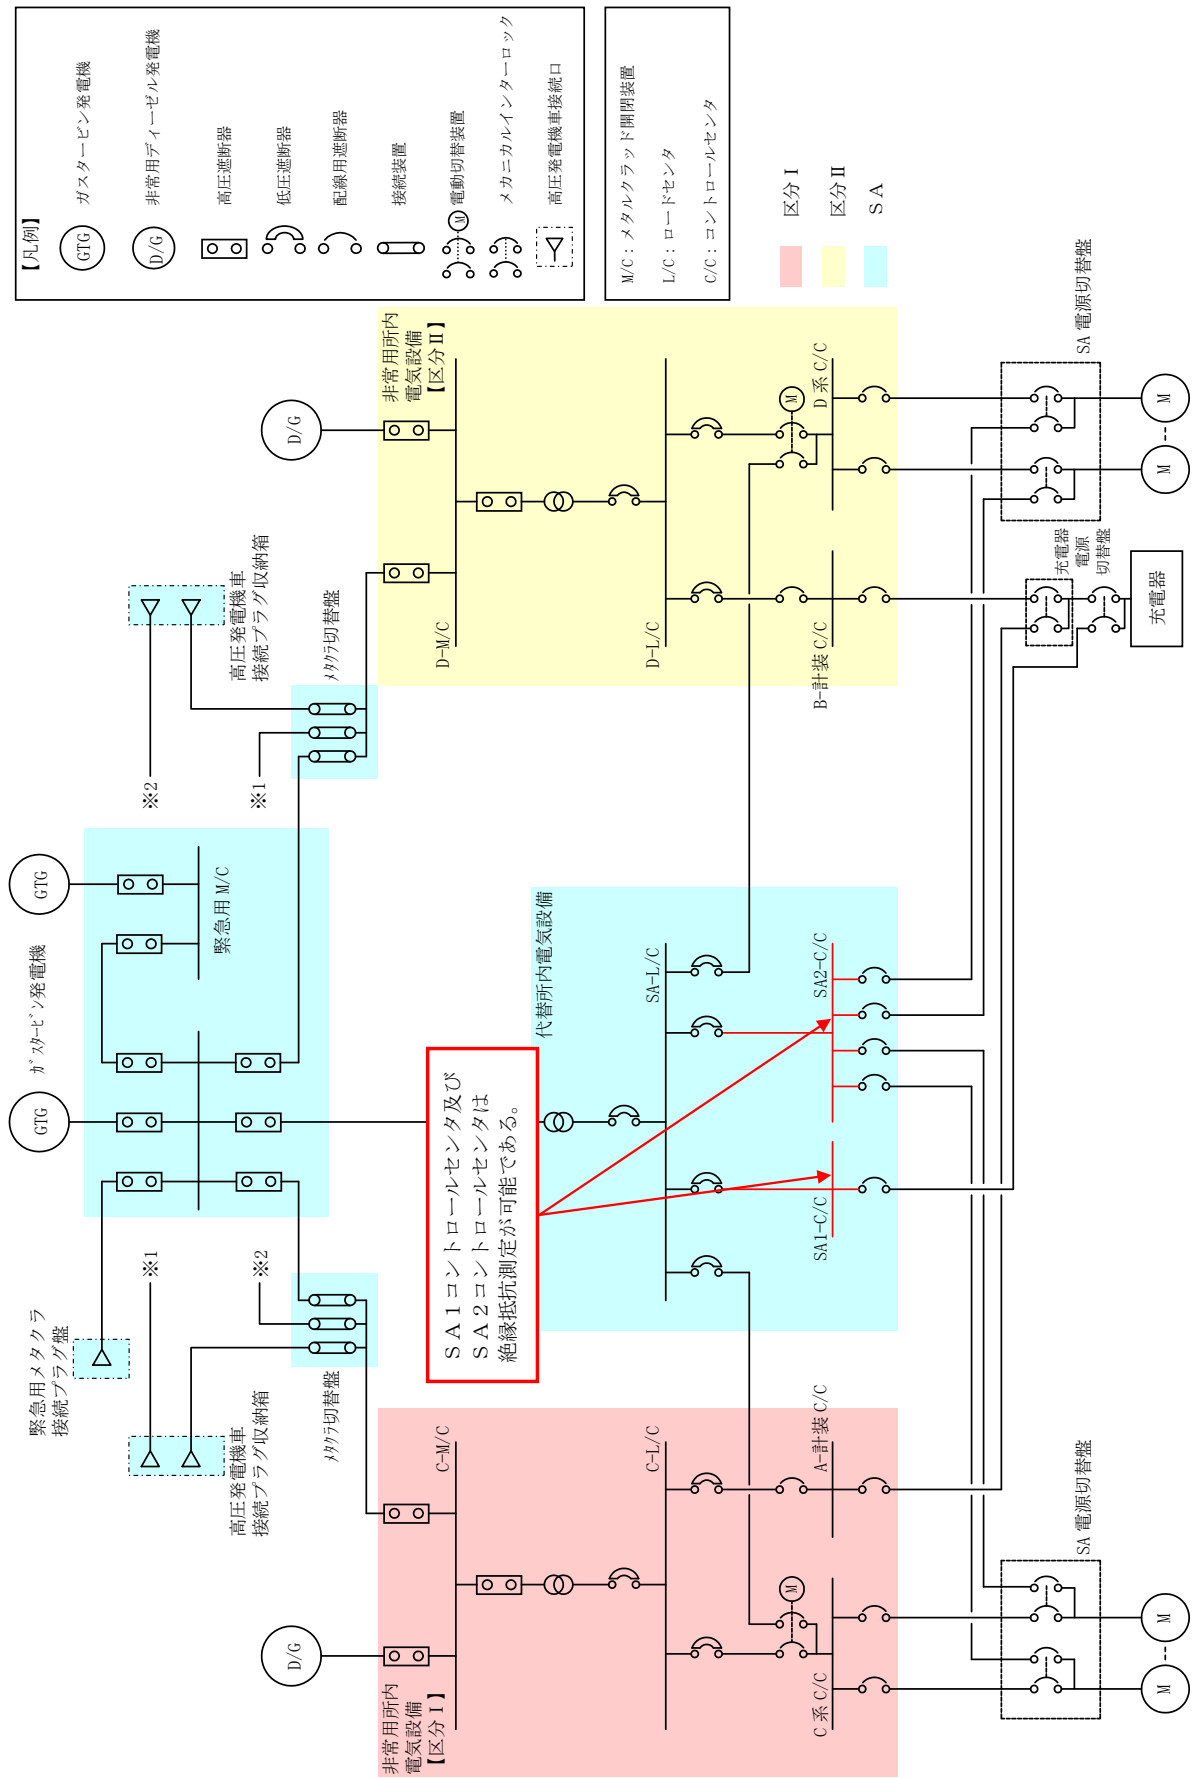 【凡例】
GTG
ガスタービン発電機
D/G
非常用ディーゼル発電機
高圧遮断器
低圧遮断器
配線用遮断器
接続装置
M
電動切替装置
メカニカルインターロック
高圧発電機車接続口
M/C：メタルクラッド開閉装置
L/C：ロードセンタ
C/C：コントロールセンタ
区分Ⅰ
区分Ⅱ
ＳＡ
緊急用メタクラ
接続プラグ盤
GTG
ｶﾞｽﾀｰﾋﾞﾝ発電機
GTG
緊急用 M/C
※1
※2
※2
※1
高圧発電機車
接続プラグ収納箱
高圧発電機車
接続プラグ収納箱
ﾒﾀｸﾗ切替盤
ﾒﾀｸﾗ切替盤
D/G
D/G
非常用所内
電気設備
【区分Ⅰ】
C-M/C
C-L/C
M
C 系 C/C
A-計装 C/C
ＳＡ１コントロールセンタ及び
ＳＡ２コントロールセンタは
絶縁抵抗測定が可能である。
代替所内電気設備
SA-L/C
SA1-C/C
SA2-C/C
非常用所内
電気設備
【区分Ⅱ】
D-M/C
D-L/C
M
B-計装 C/C
D 系 C/C
SA 電源切替盤
M
M
充電器
電源
切替盤
充電器
SA 電源切替盤
M
M